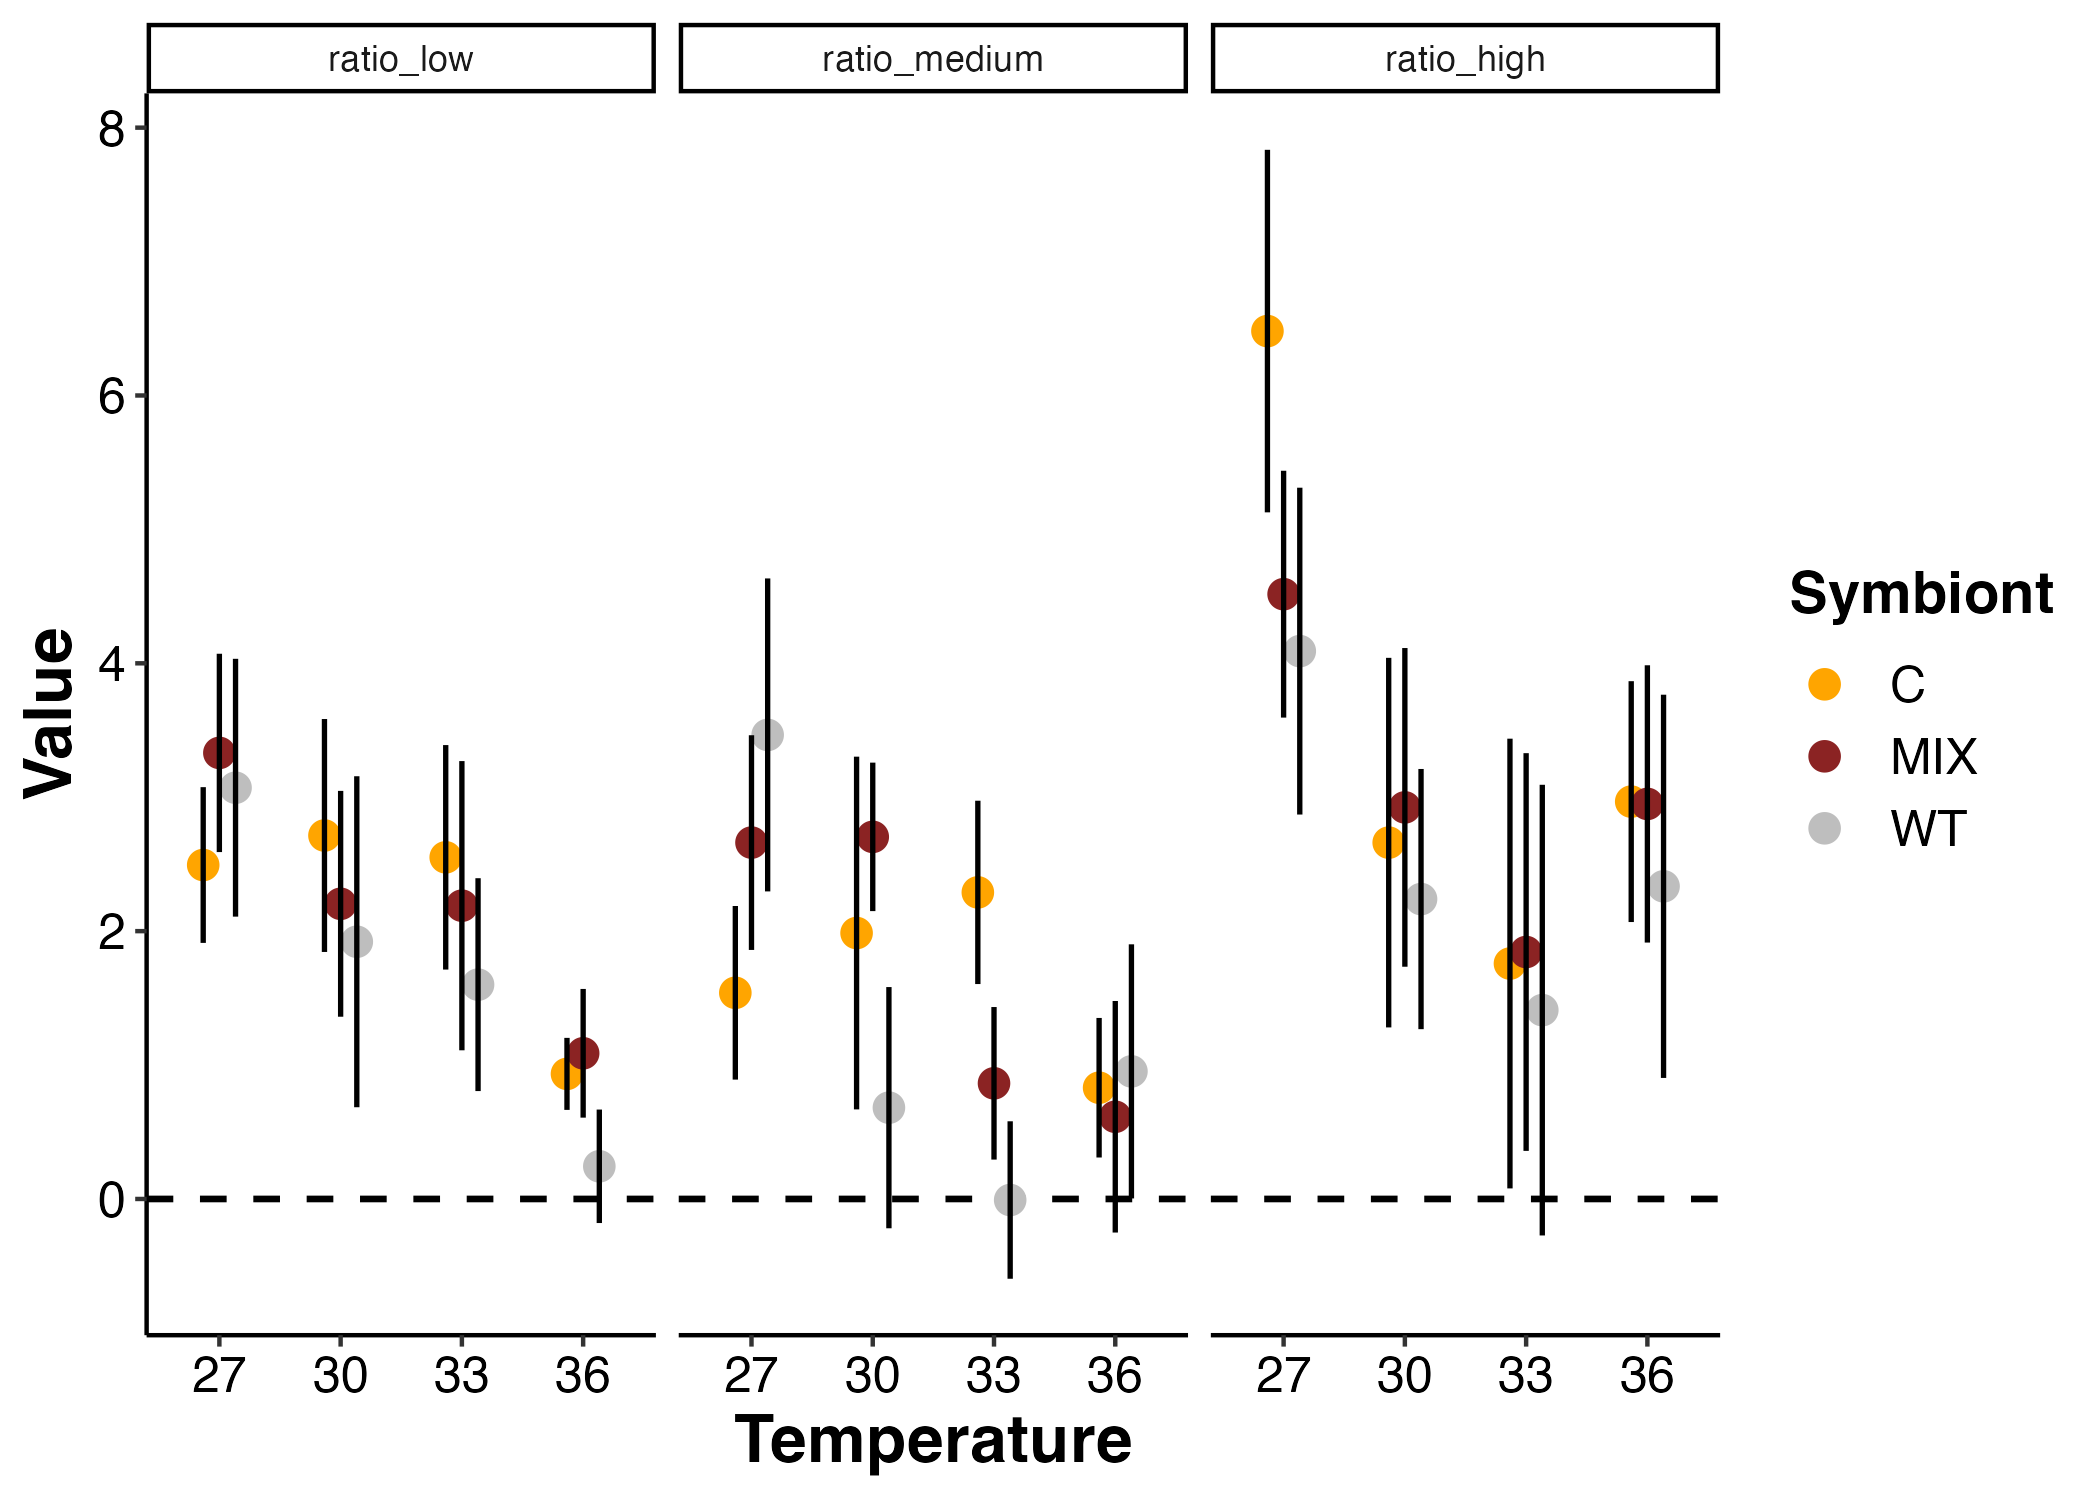 ratio_low
ratio_medium
ratio_high
8
6
4
2
0
Value
27 30 33 36
27 30 33 36
27 30 33 36
Temperature
Symbiont
C
MIX
WT